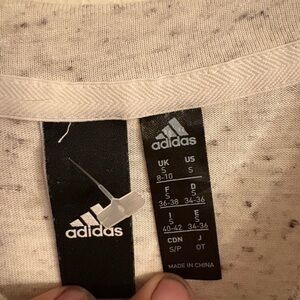 adidas
adidas
UK US
S S
8-10
F D
S S
36-38 34-36
I E
S S
40-42 34-36
CDN J
S/P OT
MADE IN CHINA